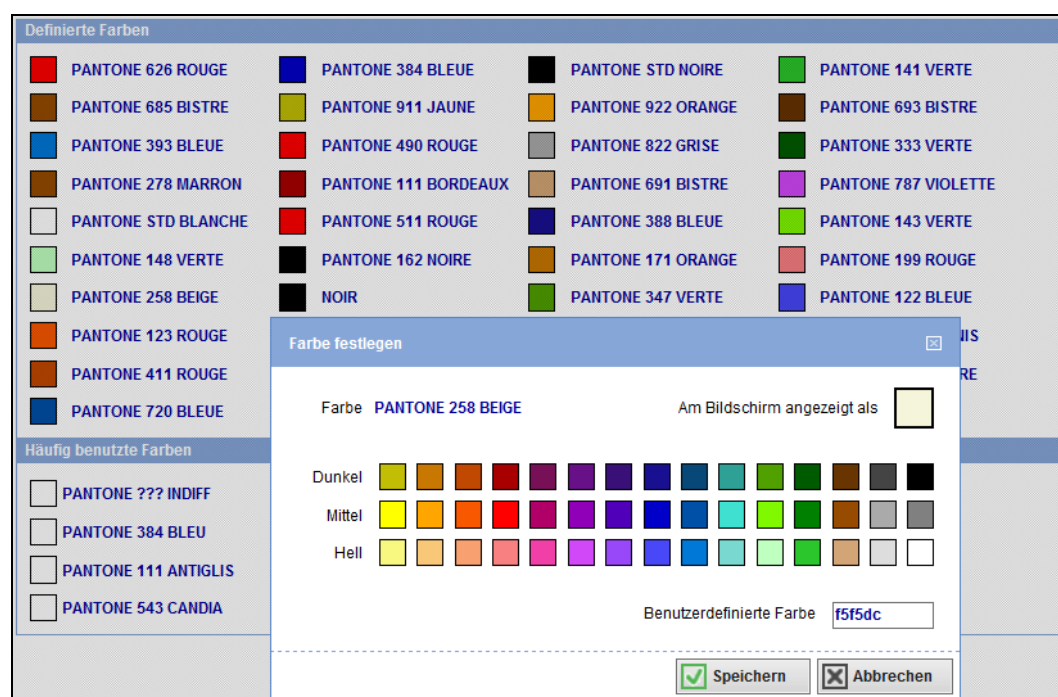 Definierte Farben
PANTONE 626 ROUGE PANTONE 384 BLEUE PANTONE STD NOIRE PANTONE 141 VERTE
PANTONE 685 BISTRE PANTONE 911 JAUNE PANTONE 922 ORANGE PANTONE 693 BISTRE
PANTONE 393 BLEUE PANTONE 490 ROUGE PANTONE 822 GRISE PANTONE 333 VERTE
PANTONE 278 MARRON PANTONE 111 BORDEAUX PANTONE 691 BISTRE PANTONE 787 VIOLETTE
PANTONE STD BLANCHE PANTONE 511 ROUGE PANTONE 388 BLEUE PANTONE 143 VERTE
PANTONE 148 VERTE PANTONE 162 NOIRE PANTONE 171 ORANGE PANTONE 199 ROUGE
PANTONE 258 BEIGE NOIR PANTONE 347 VERTE PANTONE 122 BLEUE
PANTONE 123 ROUGE
PANTONE 411 ROUGE
PANTONE 720 BLEUE
Häufig benutzte Farben
PANTONE ??? INDIFF
PANTONE 384 BLEU
PANTONE 111 ANTIGLIS
PANTONE 543 CANDIA
Farbe festlegen
Farbe PANTONE 258 BEIGE Am Bildschirm angezeigt als
Dunkel
Mittel
Hell
Benutzerdefinierte Farbe f5f5dc
Speichern Abbrechen